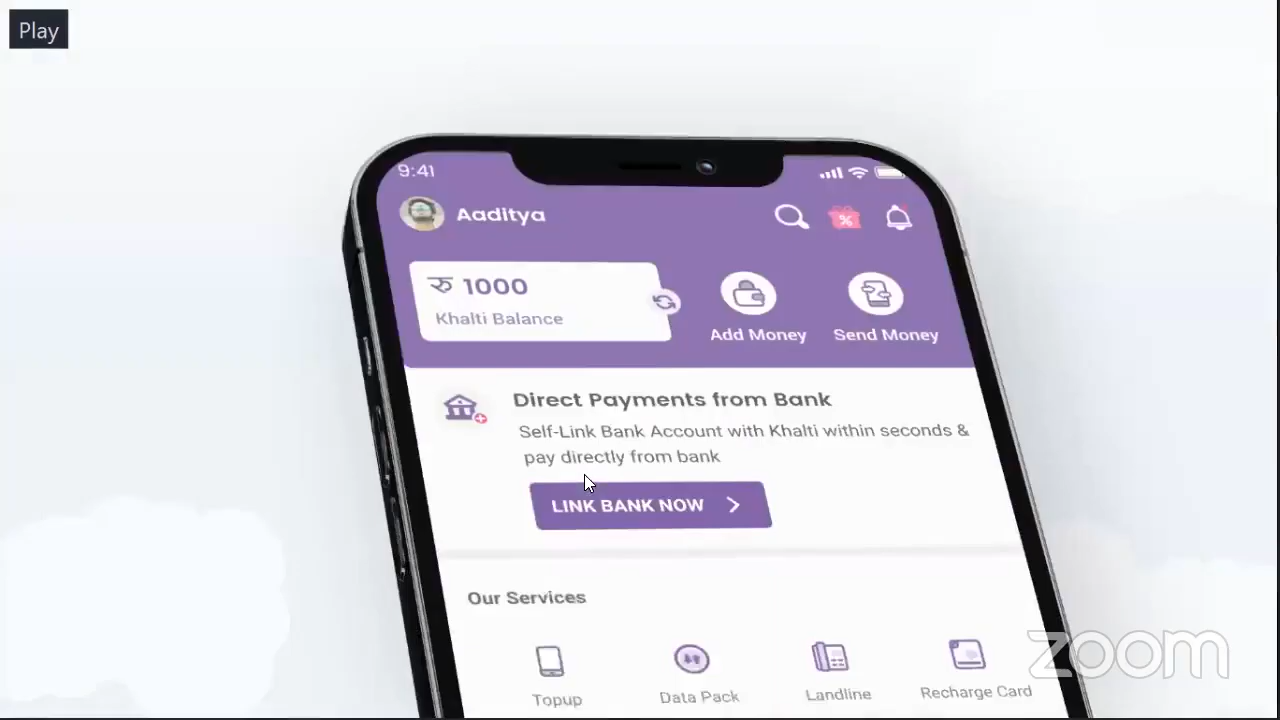 Play
9:41
Aaditya
%
रु 1000
Khalti Balance
Add Money
Send Money
Direct Payments from Bank
Self-Link Bank Account with Khalti within seconds &
pay directly from bank
LINK BANK NOW
Our Services
Topup
Data Pack
Landline
Recharge Card
zoom